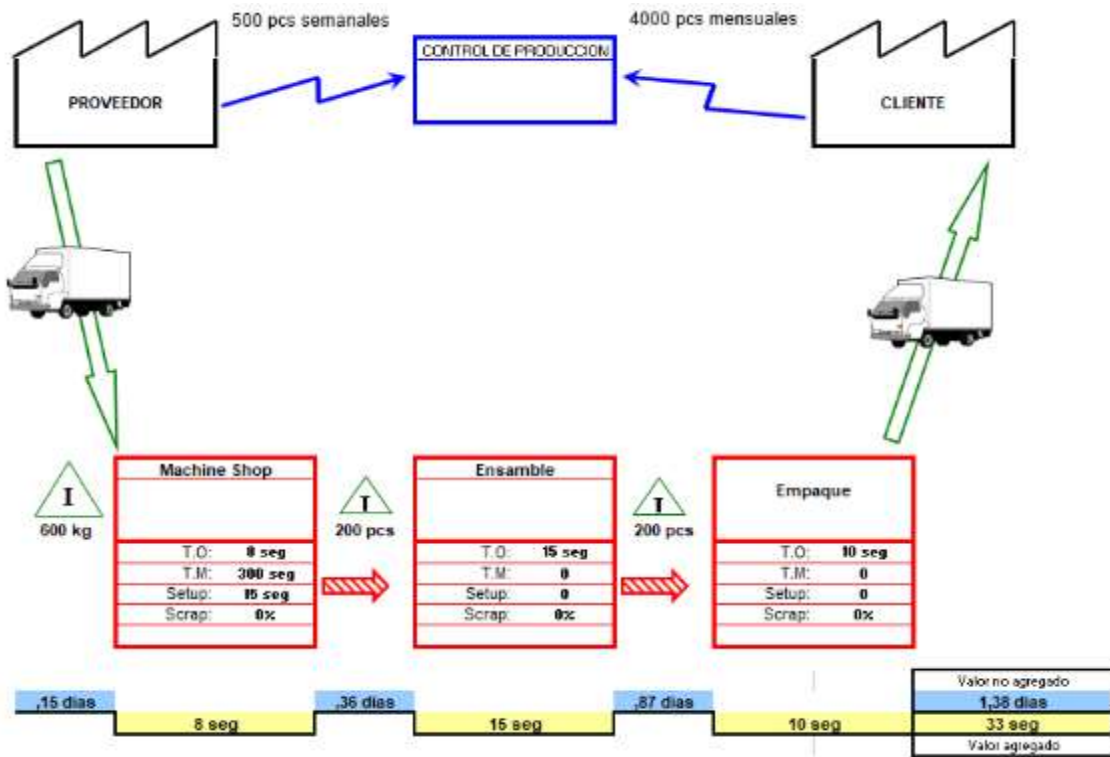 500 pcs semanales
4000 pcs mensuales
CONTROL DE PRODUCCION
PROVEEDOR
CLIENTE
Machine Shop
Ensamble
Empaque
I
600 kg
I
200 pcs
I
200 pcs
T.O: 8 seg
T.M: 300 seg
Setup: 15 seg
Scrap: 0%
T.O: 15 seg
T.M: 0
Setup: 0
Scrap: 0%
T.O: 10 seg
T.M: 0
Setup: 0
Scrap: 0%
Valor no agregado
,15 dias
,36 dias
,87 dias
1,38 dias
8 seg
15 seg
10 seg
33 seg
Valor agregado